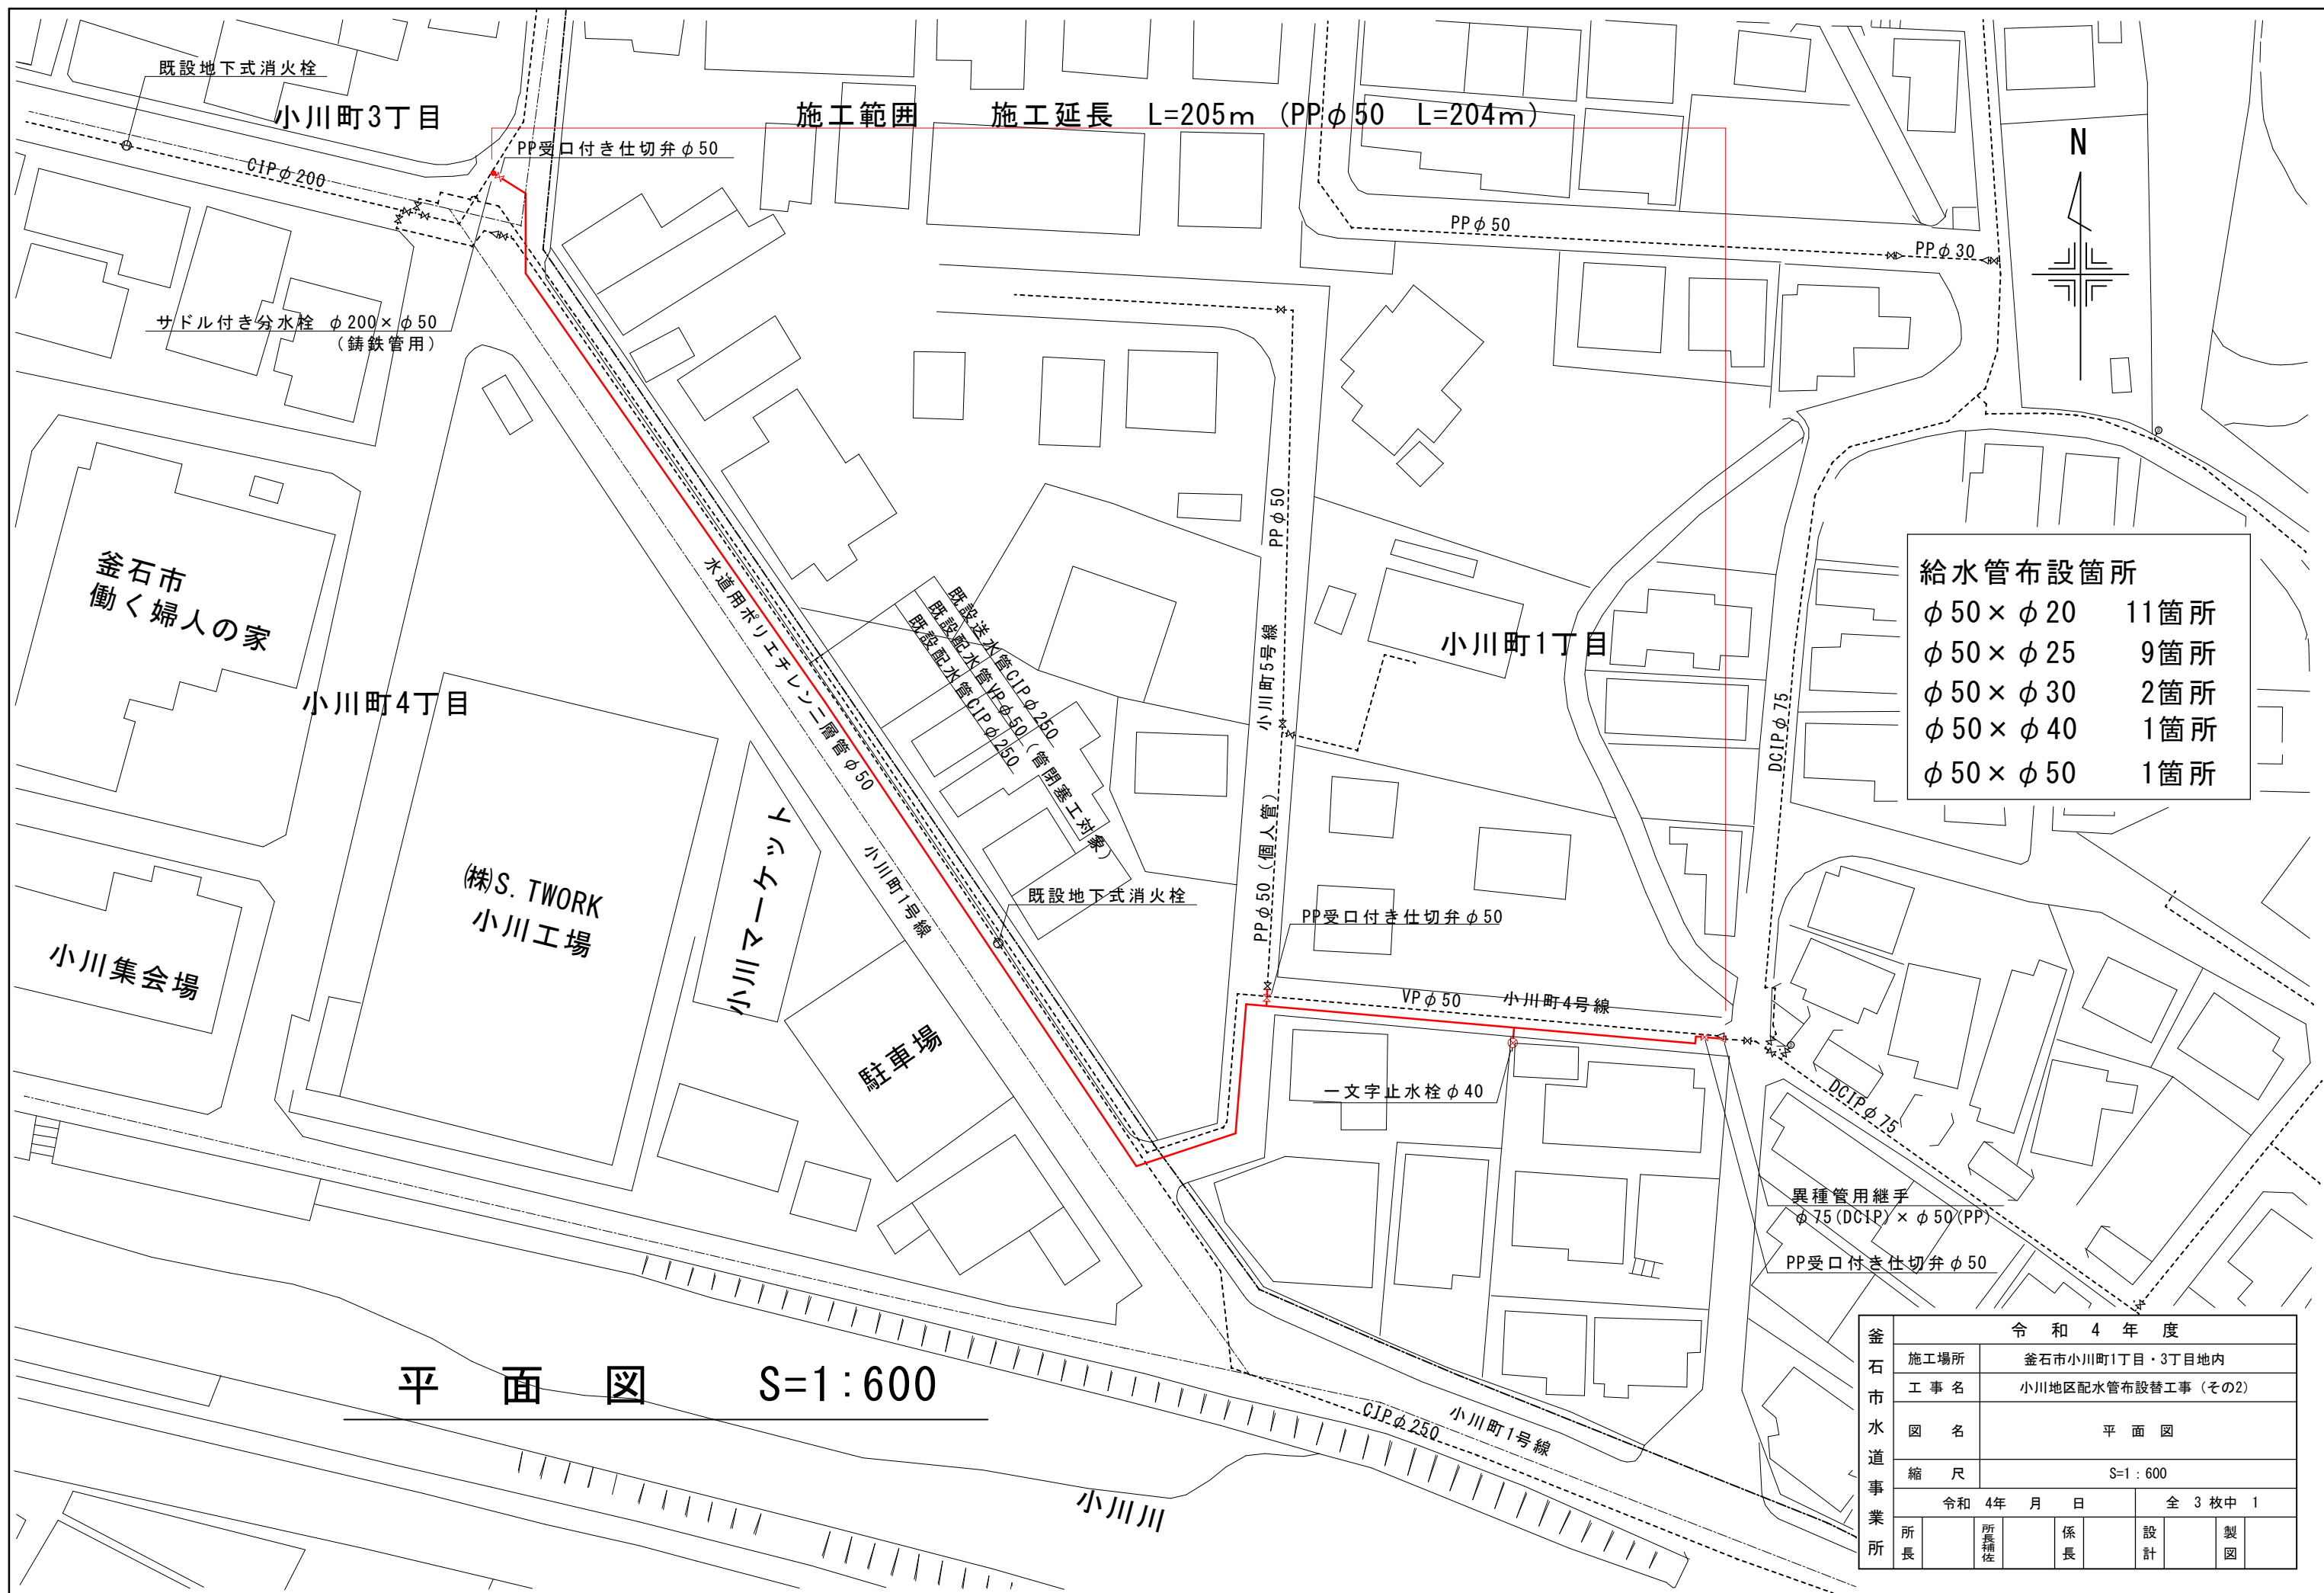 既設地下式消火栓
小川町3丁目
施工範囲 施工延長 L=205m (PPφ50 L=204m)
PP受口付き仕切弁φ50
CIPφ200
N
PPφ50
PPφ30
サドル付き分水栓 φ200×φ50
(鋳鉄管用)
釜石市
働く婦人の家
小川町4丁目
水道用ポリエチレン二層管φ50
既設送水管CIPφ250
既設配水管VPφ50(管閉塞工対象)
既設配水管CIPφ250
PPφ50
小川町5号線
小川町1丁目
DCIPφ75
給水管布設箇所
φ50×φ20 11箇所
φ50×φ25 9箇所
φ50×φ30 2箇所
φ50×φ40 1箇所
φ50×φ50 1箇所
㈱S.TWORK
小川工場
小川マーケット
小川町1号線
既設地下式消火栓
PPφ50(個人管)
PP受口付き仕切弁φ50
小川集会場
駐車場
VPφ50 小川町4号線
一文字止水栓φ40
DCIPφ75
異種管用継手
φ75(DCIP)×φ50(PP)
PP受口付き仕切弁φ50
平面図 S=1:600
CIPφ250
小川町1号線
小川川
釜石市水道事業所
令和4年度
施工場所 釜石市小川町1丁目・3丁目地内
工事名 小川地区配水管布設替工事(その2)
図名 平面図
縮尺 S=1:600
令和 4年 月 日 全 3 枚中 1
所長 所長補佐 係長 設計 製図